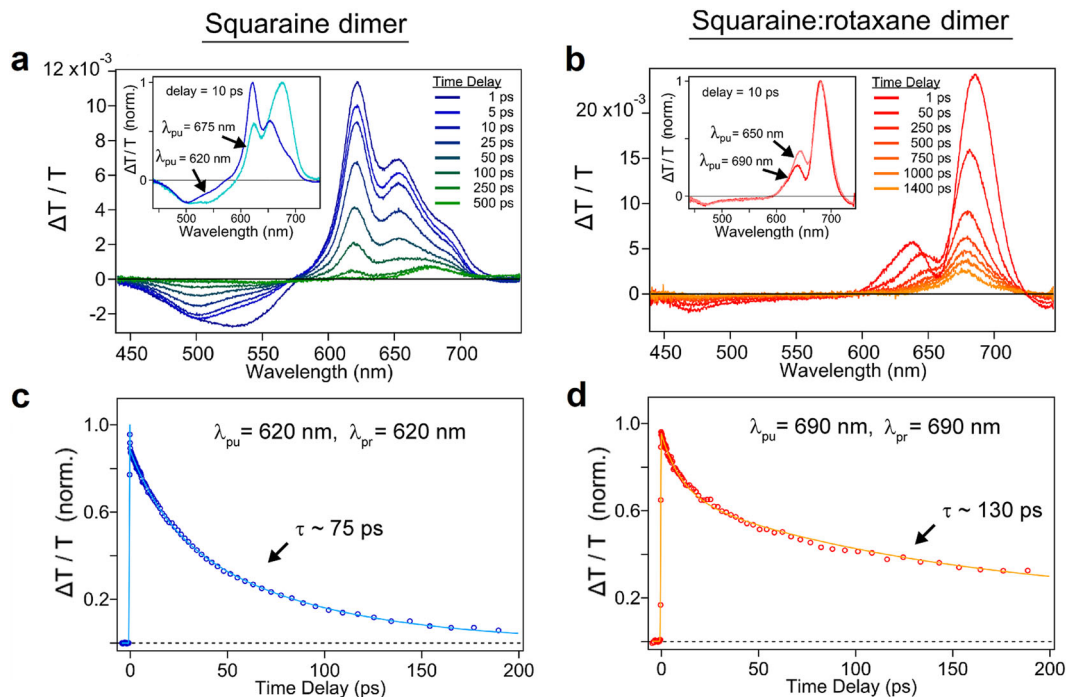 Squaraine dimer
Squaraine:rotaxane dimer
a
12 x10⁻³
10
8
6
4
2
0
-2
ΔT / T
450 500 550 600 650 700
Wavelength (nm)
Time Delay
1 ps
5 ps
10 ps
25 ps
50 ps
100 ps
250 ps
500 ps
delay = 10 ps
λpu = 675 nm
λpu = 620 nm
ΔT / T (norm.)
1
0
500 600 700
Wavelength (nm)
b
20 x10⁻³
15
10
5
0
ΔT / T
450 500 550 600 650 700
Wavelength (nm)
Time Delay
1 ps
50 ps
250 ps
500 ps
750 ps
1000 ps
1400 ps
delay = 10 ps
λpu = 650 nm
λpu = 690 nm
ΔT / T (norm.)
1
0
500 600 700
Wavelength (nm)
c
λpu = 620 nm, λpr = 620 nm
τ ~ 75 ps
1.0
0.6
0.2
ΔT / T (norm.)
0 50 100 150 200
Time Delay (ps)
d
λpu = 690 nm, λpr = 690 nm
τ ~ 130 ps
1.0
0.6
0.2
ΔT / T (norm.)
0 50 100 150 200
Time Delay (ps)